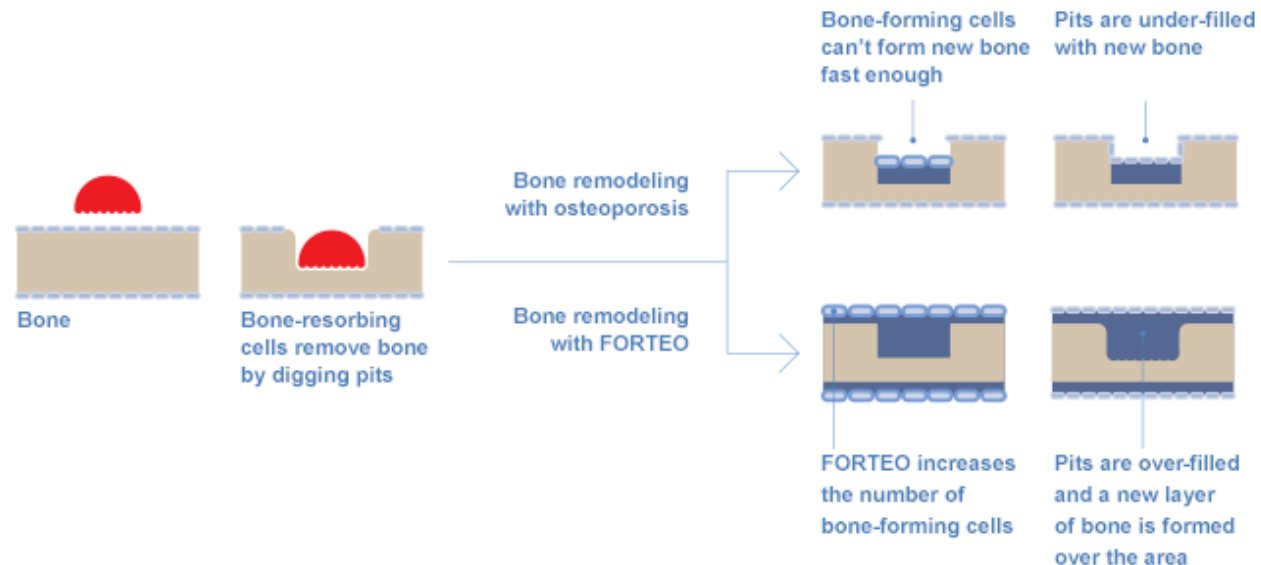 Bone
Bone-resorbing
cells remove bone
by digging pits
Bone remodeling
with osteoporosis
Bone-forming cells
can't form new bone
fast enough
Pits are under-filled
with new bone
Bone remodeling
with FORTEO
FORTEO increases
the number of
bone-forming cells
Pits are over-filled
and a new layer
of bone is formed
over the area